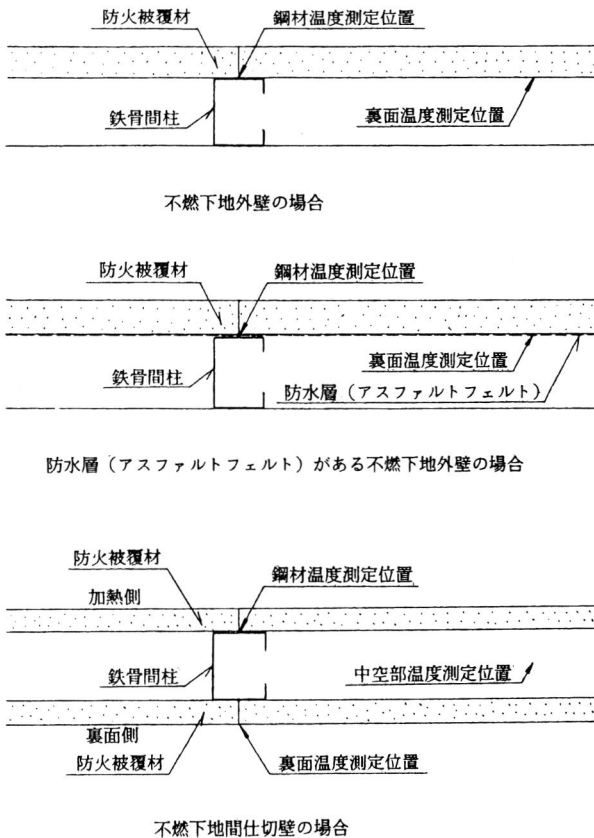 防火被覆材
鋼材温度測定位置
鉄骨間柱
裏面温度測定位置
不燃下地外壁の場合
防火被覆材
鋼材温度測定位置
鉄骨間柱
裏面温度測定位置
防水層（アスファルトフェルト）
防水層（アスファルトフェルト）がある不燃下地外壁の場合
防火被覆材
鋼材温度測定位置
加熱側
鉄骨間柱
中空部温度測定位置
裏面側
防火被覆材
裏面温度測定位置
不燃下地間仕切壁の場合